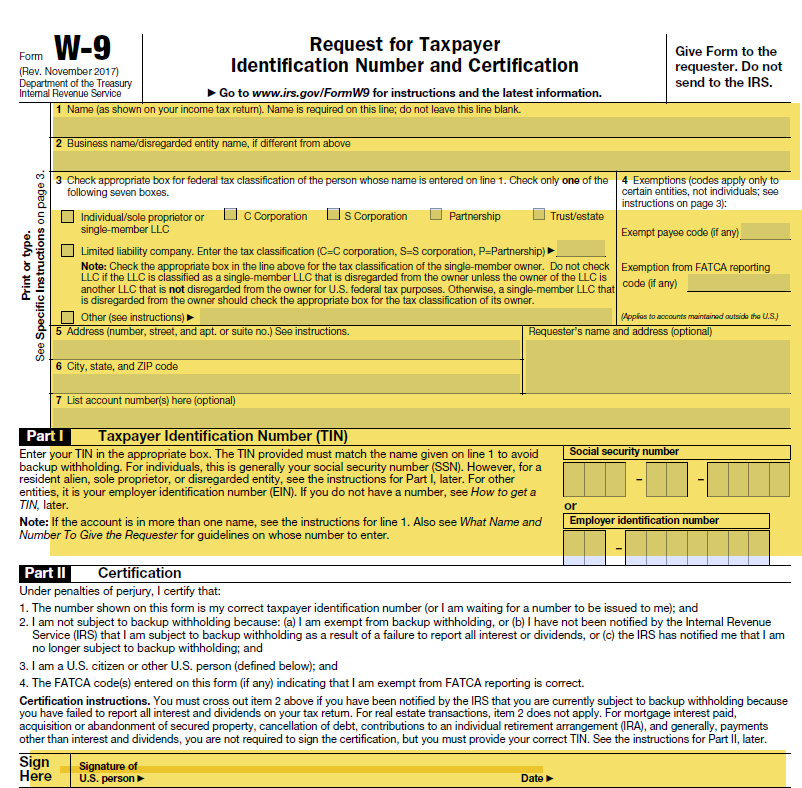 Form W-9
(Rev. November 2017)
Department of the Treasury
Internal Revenue Service
Request for Taxpayer
Identification Number and Certification
▶ Go to www.irs.gov/FormW9 for instructions and the latest information.
Give Form to the
requester. Do not
send to the IRS.
Print or type.
See Specific Instructions on page 3.
1 Name (as shown on your income tax return). Name is required on this line; do not leave this line blank.
2 Business name/disregarded entity name, if different from above
3 Check appropriate box for federal tax classification of the person whose name is entered on line 1. Check only one of the
following seven boxes.
Individual/sole proprietor or
single-member LLC
C Corporation
S Corporation
Partnership
Trust/estate
Limited liability company. Enter the tax classification (C=C corporation, S=S corporation, P=Partnership) ▶
Note: Check the appropriate box in the line above for the tax classification of the single-member owner. Do not check
LLC if the LLC is classified as a single-member LLC that is disregarded from the owner unless the owner of the LLC is
another LLC that is not disregarded from the owner for U.S. federal tax purposes. Otherwise, a single-member LLC that
is disregarded from the owner should check the appropriate box for the tax classification of its owner.
Other (see instructions) ▶
4 Exemptions (codes apply only to
certain entities, not individuals; see
instructions on page 3):
Exempt payee code (if any)
Exemption from FATCA reporting
code (if any)
(Applies to accounts maintained outside the U.S.)
5 Address (number, street, and apt. or suite no.) See instructions.
Requester's name and address (optional)
6 City, state, and ZIP code
7 List account number(s) here (optional)
Part I Taxpayer Identification Number (TIN)
Enter your TIN in the appropriate box. The TIN provided must match the name given on line 1 to avoid
backup withholding. For individuals, this is generally your social security number (SSN). However, for a
resident alien, sole proprietor, or disregarded entity, see the instructions for Part I, later. For other
entities, it is your employer identification number (EIN). If you do not have a number, see How to get a
TIN, later.
Note: If the account is in more than one name, see the instructions for line 1. Also see What Name and
Number To Give the Requester for guidelines on whose number to enter.
Social security number
– –
or
Employer identification number
–
Part II Certification
Under penalties of perjury, I certify that:
1. The number shown on this form is my correct taxpayer identification number (or I am waiting for a number to be issued to me); and
2. I am not subject to backup withholding because: (a) I am exempt from backup withholding, or (b) I have not been notified by the Internal Revenue
Service (IRS) that I am subject to backup withholding as a result of a failure to report all interest or dividends, or (c) the IRS has notified me that I am
no longer subject to backup withholding; and
3. I am a U.S. citizen or other U.S. person (defined below); and
4. The FATCA code(s) entered on this form (if any) indicating that I am exempt from FATCA reporting is correct.
Certification instructions. You must cross out item 2 above if you have been notified by the IRS that you are currently subject to backup withholding because
you have failed to report all interest and dividends on your tax return. For real estate transactions, item 2 does not apply. For mortgage interest paid,
acquisition or abandonment of secured property, cancellation of debt, contributions to an individual retirement arrangement (IRA), and generally, payments
other than interest and dividends, you are not required to sign the certification, but you must provide your correct TIN. See the instructions for Part II, later.
Sign
Here
Signature of
U.S. person ▶
Date ▶